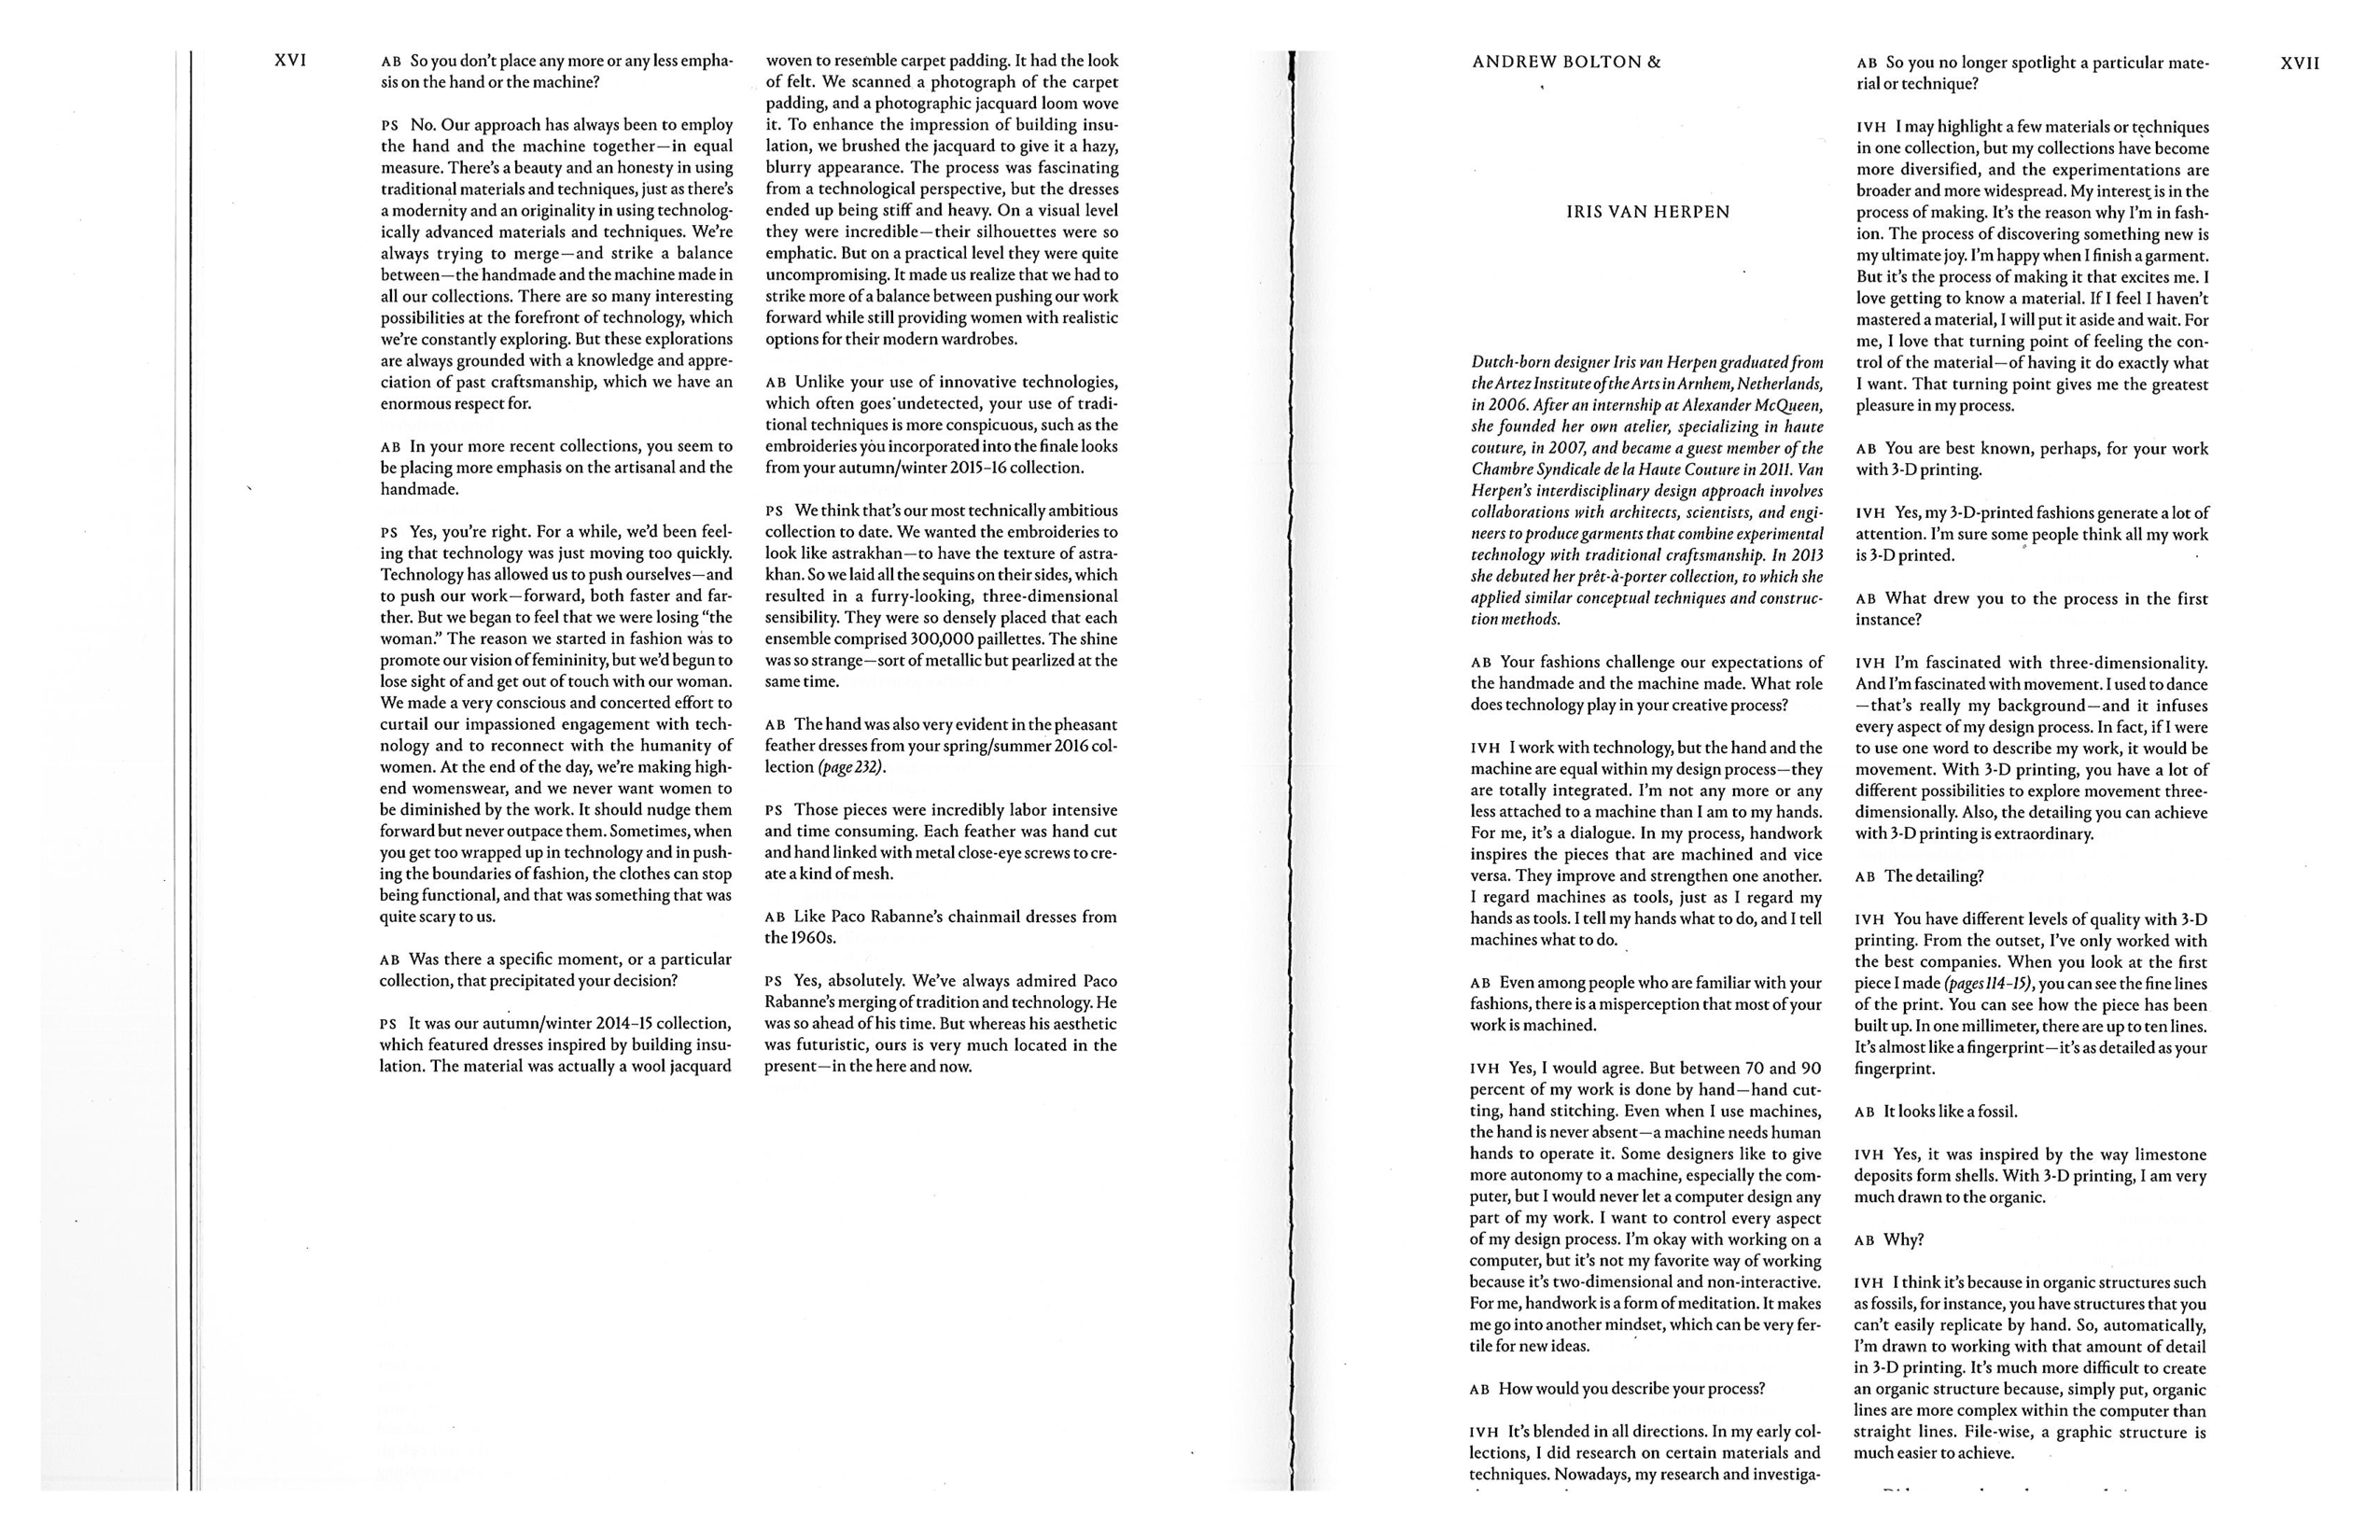 XVI
AB So you don't place any more or any less empha-
sis on the hand or the machine?
PS No. Our approach has always been to employ
the hand and the machine together—in equal
measure. There's a beauty and an honesty in using
traditional materials and techniques, just as there's
a modernity and an originality in using technolog-
ically advanced materials and techniques. We're
always trying to merge—and strike a balance
between—the handmade and the machine made in
all our collections. There are so many interesting
possibilities at the forefront of technology, which
we're constantly exploring. But these explorations
are always grounded with a knowledge and appre-
ciation of past craftsmanship, which we have an
enormous respect for.
AB In your more recent collections, you seem to
be placing more emphasis on the artisanal and the
handmade.
PS Yes, you're right. For a while, we'd been feel-
ing that technology was just moving too quickly.
Technology has allowed us to push ourselves—and
to push our work—forward, both faster and far-
ther. But we began to feel that we were losing “the
woman.” The reason we started in fashion was to
promote our vision of femininity, but we'd begun to
lose sight of and get out of touch with our woman.
We made a very conscious and concerted effort to
curtail our impassioned engagement with tech-
nology and to reconnect with the humanity of
women. At the end of the day, we're making high-
end womenswear, and we never want women to
be diminished by the work. It should nudge them
forward but never outpace them. Sometimes, when
you get too wrapped up in technology and in push-
ing the boundaries of fashion, the clothes can stop
being functional, and that was something that was
quite scary to us.
AB Was there a specific moment, or a particular
collection, that precipitated your decision?
PS It was our autumn/winter 2014–15 collection,
which featured dresses inspired by building insu-
lation. The material was actually a wool jacquard
woven to resemble carpet padding. It had the look
of felt. We scanned a photograph of the carpet
padding, and a photographic jacquard loom wove
it. To enhance the impression of building insu-
lation, we brushed the jacquard to give it a hazy,
blurry appearance. The process was fascinating
from a technological perspective, but the dresses
ended up being stiff and heavy. On a visual level
they were incredible—their silhouettes were so
emphatic. But on a practical level they were quite
uncompromising. It made us realize that we had to
strike more of a balance between pushing our work
forward while still providing women with realistic
options for their modern wardrobes.
AB Unlike your use of innovative technologies,
which often goes undetected, your use of tradi-
tional techniques is more conspicuous, such as the
embroideries you incorporated into the finale looks
from your autumn/winter 2015–16 collection.
PS We think that's our most technically ambitious
collection to date. We wanted the embroideries to
look like astrakhan—to have the texture of astra-
khan. So we laid all the sequins on their sides, which
resulted in a furry-looking, three-dimensional
sensibility. They were so densely placed that each
ensemble comprised 300,000 paillettes. The shine
was so strange—sort of metallic but pearlized at the
same time.
AB The hand was also very evident in the pheasant
feather dresses from your spring/summer 2016 col-
lection (page 232).
PS Those pieces were incredibly labor intensive
and time consuming. Each feather was hand cut
and hand linked with metal close-eye screws to cre-
ate a kind of mesh.
AB Like Paco Rabanne's chainmail dresses from
the 1960s.
PS Yes, absolutely. We've always admired Paco
Rabanne's merging of tradition and technology. He
was so ahead of his time. But whereas his aesthetic
was futuristic, ours is very much located in the
present—in the here and now.
ANDREW BOLTON &
IRIS VAN HERPEN
Dutch-born designer Iris van Herpen graduated from
the Artez Institute of the Arts in Arnhem, Netherlands,
in 2006. After an internship at Alexander McQueen,
she founded her own atelier, specializing in haute
couture, in 2007, and became a guest member of the
Chambre Syndicale de la Haute Couture in 2011. Van
Herpen's interdisciplinary design approach involves
collaborations with architects, scientists, and engi-
neers to produce garments that combine experimental
technology with traditional craftsmanship. In 2013
she debuted her prêt-à-porter collection, to which she
applied similar conceptual techniques and construc-
tion methods.
AB Your fashions challenge our expectations of
the handmade and the machine made. What role
does technology play in your creative process?
IVH I work with technology, but the hand and the
machine are equal within my design process—they
are totally integrated. I'm not any more or any
less attached to a machine than I am to my hands.
For me, it's a dialogue. In my process, handwork
inspires the pieces that are machined and vice
versa. They improve and strengthen one another.
I regard machines as tools, just as I regard my
hands as tools. I tell my hands what to do, and I tell
machines what to do.
AB Even among people who are familiar with your
fashions, there is a misperception that most of your
work is machined.
IVH Yes, I would agree. But between 70 and 90
percent of my work is done by hand—hand cut-
ting, hand stitching. Even when I use machines,
the hand is never absent—a machine needs human
hands to operate it. Some designers like to give
more autonomy to a machine, especially the com-
puter, but I would never let a computer design any
part of my work. I want to control every aspect
of my design process. I'm okay with working on a
computer, but it's not my favorite way of working
because it's two-dimensional and non-interactive.
For me, handwork is a form of meditation. It makes
me go into another mindset, which can be very fer-
tile for new ideas.
AB How would you describe your process?
IVH It's blended in all directions. In my early col-
lections, I did research on certain materials and
techniques. Nowadays, my research and investiga-
AB So you no longer spotlight a particular mate-
rial or technique?
IVH I may highlight a few materials or techniques
in one collection, but my collections have become
more diversified, and the experimentations are
broader and more widespread. My interest is in the
process of making. It's the reason why I'm in fash-
ion. The process of discovering something new is
my ultimate joy. I'm happy when I finish a garment.
But it's the process of making it that excites me. I
love getting to know a material. If I feel I haven't
mastered a material, I will put it aside and wait. For
me, I love that turning point of feeling the con-
trol of the material—of having it do exactly what
I want. That turning point gives me the greatest
pleasure in my process.
AB You are best known, perhaps, for your work
with 3-D printing.
IVH Yes, my 3-D-printed fashions generate a lot of
attention. I'm sure some people think all my work
is 3-D printed.
AB What drew you to the process in the first
instance?
IVH I'm fascinated with three-dimensionality.
And I'm fascinated with movement. I used to dance
—that's really my background—and it infuses
every aspect of my design process. In fact, if I were
to use one word to describe my work, it would be
movement. With 3-D printing, you have a lot of
different possibilities to explore movement three-
dimensionally. Also, the detailing you can achieve
with 3-D printing is extraordinary.
AB The detailing?
IVH You have different levels of quality with 3-D
printing. From the outset, I've only worked with
the best companies. When you look at the first
piece I made (pages 114–15), you can see the fine lines
of the print. You can see how the piece has been
built up. In one millimeter, there are up to ten lines.
It's almost like a fingerprint—it's as detailed as your
fingerprint.
AB It looks like a fossil.
IVH Yes, it was inspired by the way limestone
deposits form shells. With 3-D printing, I am very
much drawn to the organic.
AB Why?
IVH I think it's because in organic structures such
as fossils, for instance, you have structures that you
can't easily replicate by hand. So, automatically,
I'm drawn to working with that amount of detail
in 3-D printing. It's much more difficult to create
an organic structure because, simply put, organic
lines are more complex within the computer than
straight lines. File-wise, a graphic structure is
much easier to achieve.
XVII